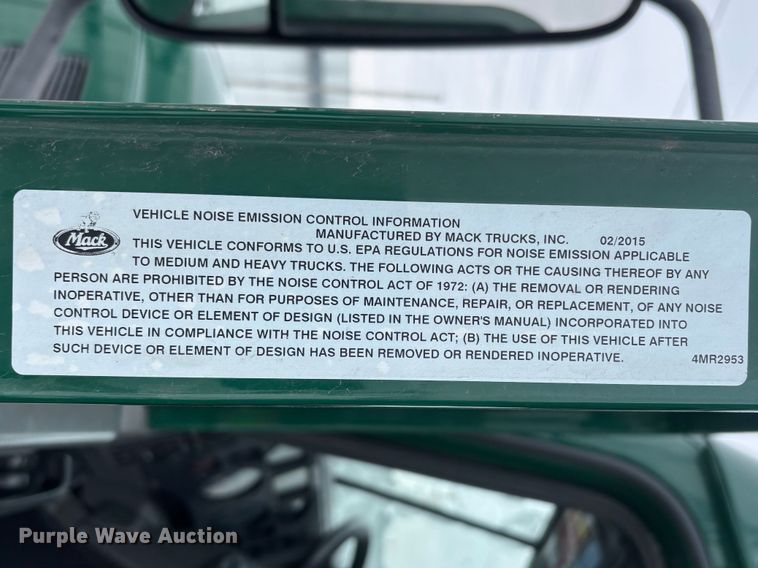 VEHICLE NOISE EMISSION CONTROL INFORMATION
MANUFACTURED BY MACK TRUCKS, INC. 02/2015
Mack
THIS VEHICLE CONFORMS TO U.S. EPA REGULATIONS FOR NOISE EMISSION APPLICABLE
TO MEDIUM AND HEAVY TRUCKS. THE FOLLOWING ACTS OR THE CAUSING THEREOF BY ANY
PERSON ARE PROHIBITED BY THE NOISE CONTROL ACT OF 1972: (A) THE REMOVAL OR RENDERING
INOPERATIVE, OTHER THAN FOR PURPOSES OF MAINTENANCE, REPAIR, OR REPLACEMENT, OF ANY NOISE
CONTROL DEVICE OR ELEMENT OF DESIGN (LISTED IN THE OWNER'S MANUAL) INCORPORATED INTO
THIS VEHICLE IN COMPLIANCE WITH THE NOISE CONTROL ACT; (B) THE USE OF THIS VEHICLE AFTER
SUCH DEVICE OR ELEMENT OF DESIGN HAS BEEN REMOVED OR RENDERED INOPERATIVE. 4MR2953
Purple Wave Auction